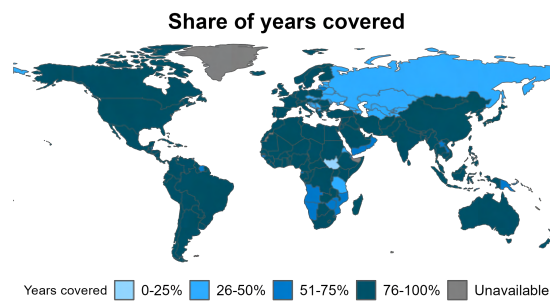 Share of years covered
Years covered 0-25% 26-50% 51-75% 76-100% Unavailable